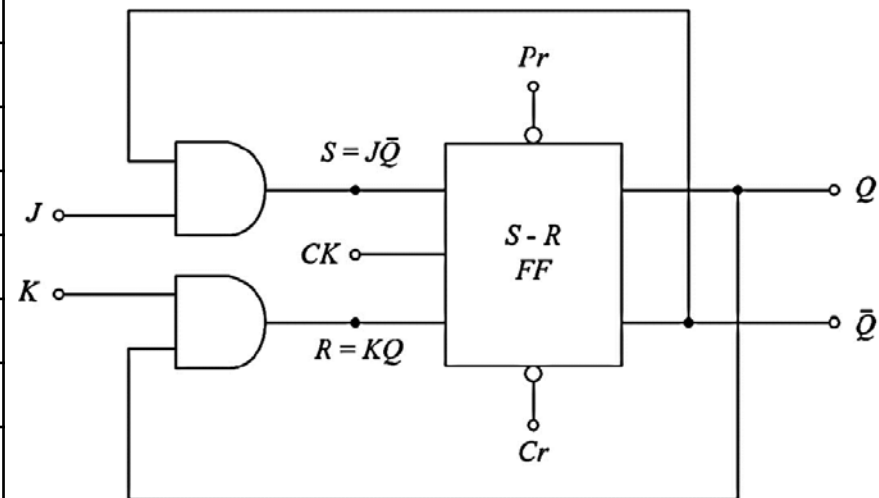 Pr
S = JQ̄
J
Q
CK
S - R
FF
K
R = KQ
Q̄
Cr